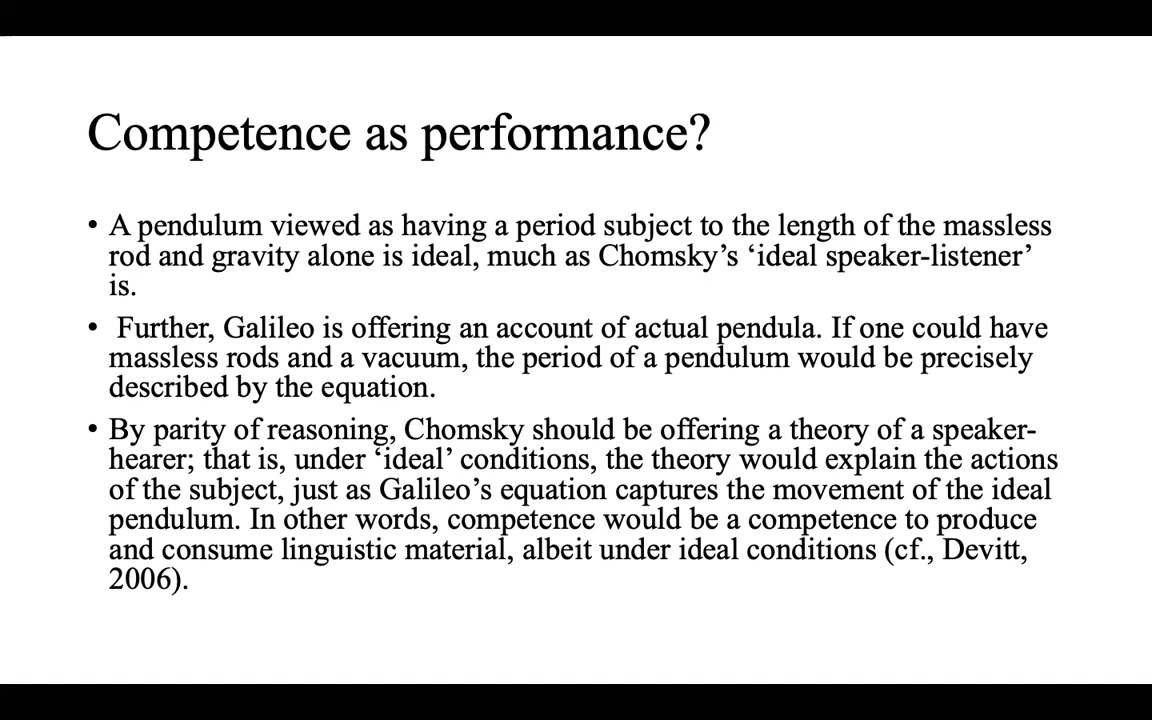 Competence as performance?
• A pendulum viewed as having a period subject to the length of the massless
rod and gravity alone is ideal, much as Chomsky’s ‘ideal speaker-listener’
is.
• Further, Galileo is offering an account of actual pendula. If one could have
massless rods and a vacuum, the period of a pendulum would be precisely
described by the equation.
• By parity of reasoning, Chomsky should be offering a theory of a speaker-
hearer; that is, under ‘ideal’ conditions, the theory would explain the actions
of the subject, just as Galileo’s equation captures the movement of the ideal
pendulum. In other words, competence would be a competence to produce
and consume linguistic material, albeit under ideal conditions (cf., Devitt,
2006).